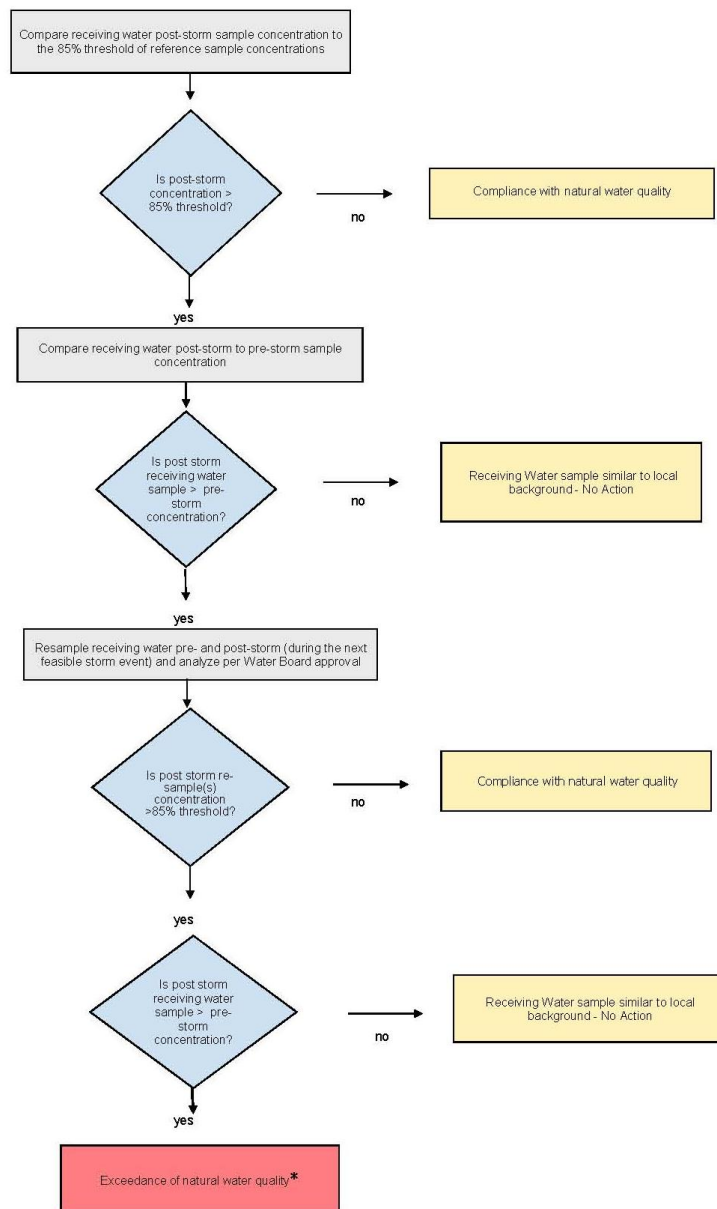 Compare receiving water post-storm sample concentration to
the 85% threshold of reference sample concentrations
Is post-storm
concentration >
85% threshold?
no
Compliance with natural water quality
yes
Compare receiving water post-storm to pre-storm sample
concentration
Is post storm
receiving water
sample > pre-
storm
concentration?
no
Receiving Water sample similar to local
background - No Action
yes
Resample receiving water pre- and post-storm (during the next
feasible storm event) and analyze per Water Board approval
Is post storm re-
sample(s)
concentration
>85% threshold?
no
Compliance with natural water quality
yes
Is post storm
receiving water
sample > pre-
storm
concentration?
no
Receiving Water sample similar to local
background - No Action
yes
Exceedance of natural water quality*